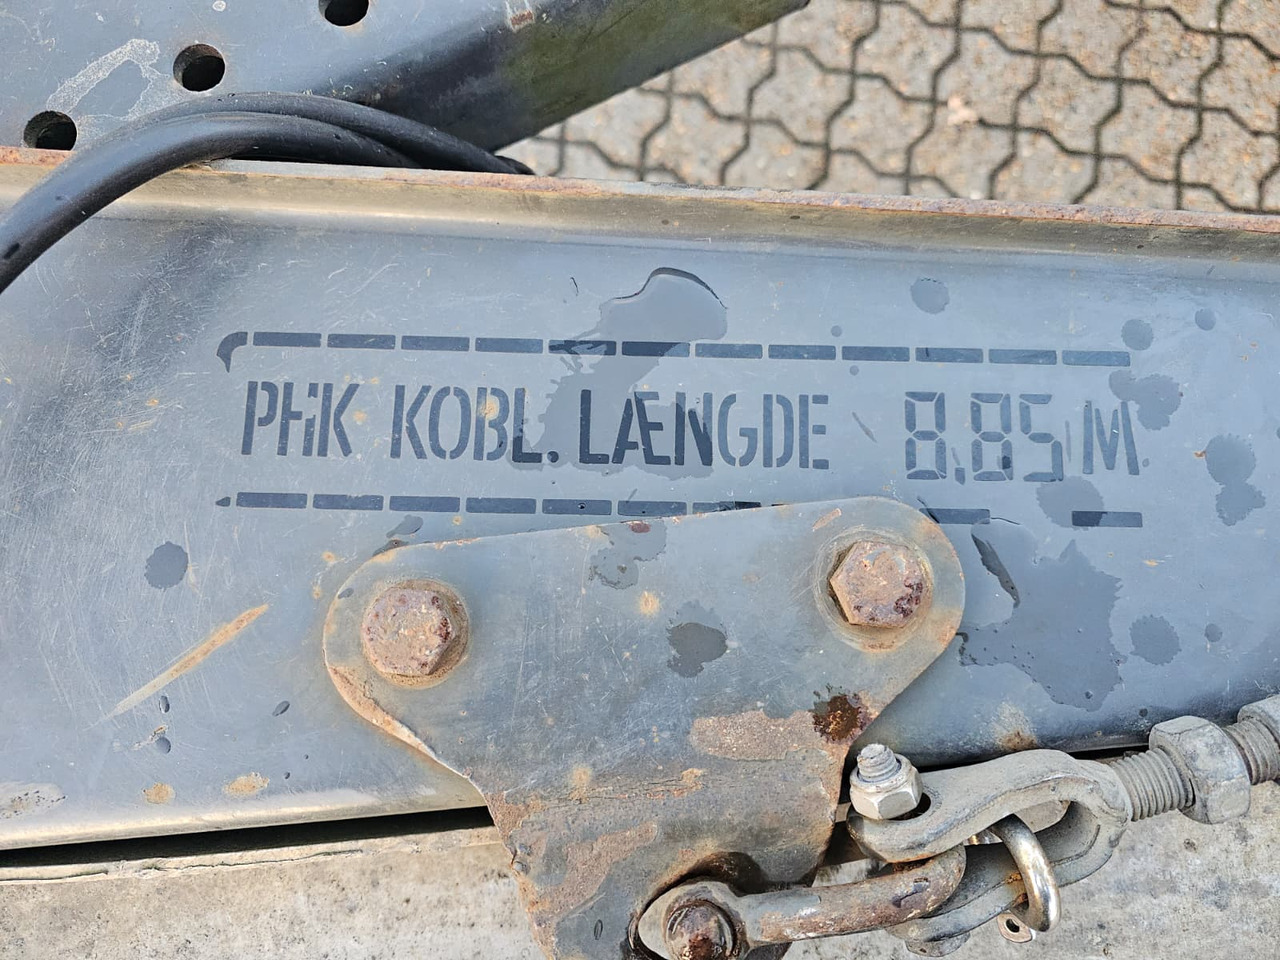 PHK KOBL. LÆNGDE 8.85 M.